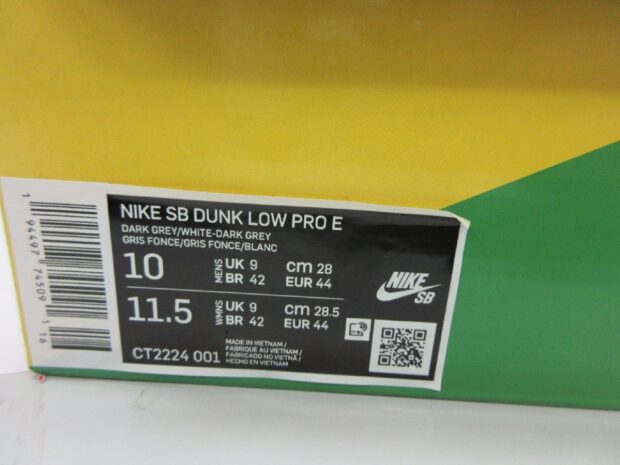 NIKE SB DUNK LOW PRO E
DARK GREY/WHITE-DARK GREY
GRIS FONCE/GRIS FONCE/BLANC
10 MENS UK 9 cm 28
BR 42 EUR 44
11.5 WMNS UK 9 cm 28.5
BR 42 EUR 44
NIKE
SB
MADE IN VIETNAM /
FABRIQUE AU VIETNAM /
FABRICADO NO VIETNÃ /
HECHO EN VIETNAM
CT2224 001
1 94497 74509 1 16